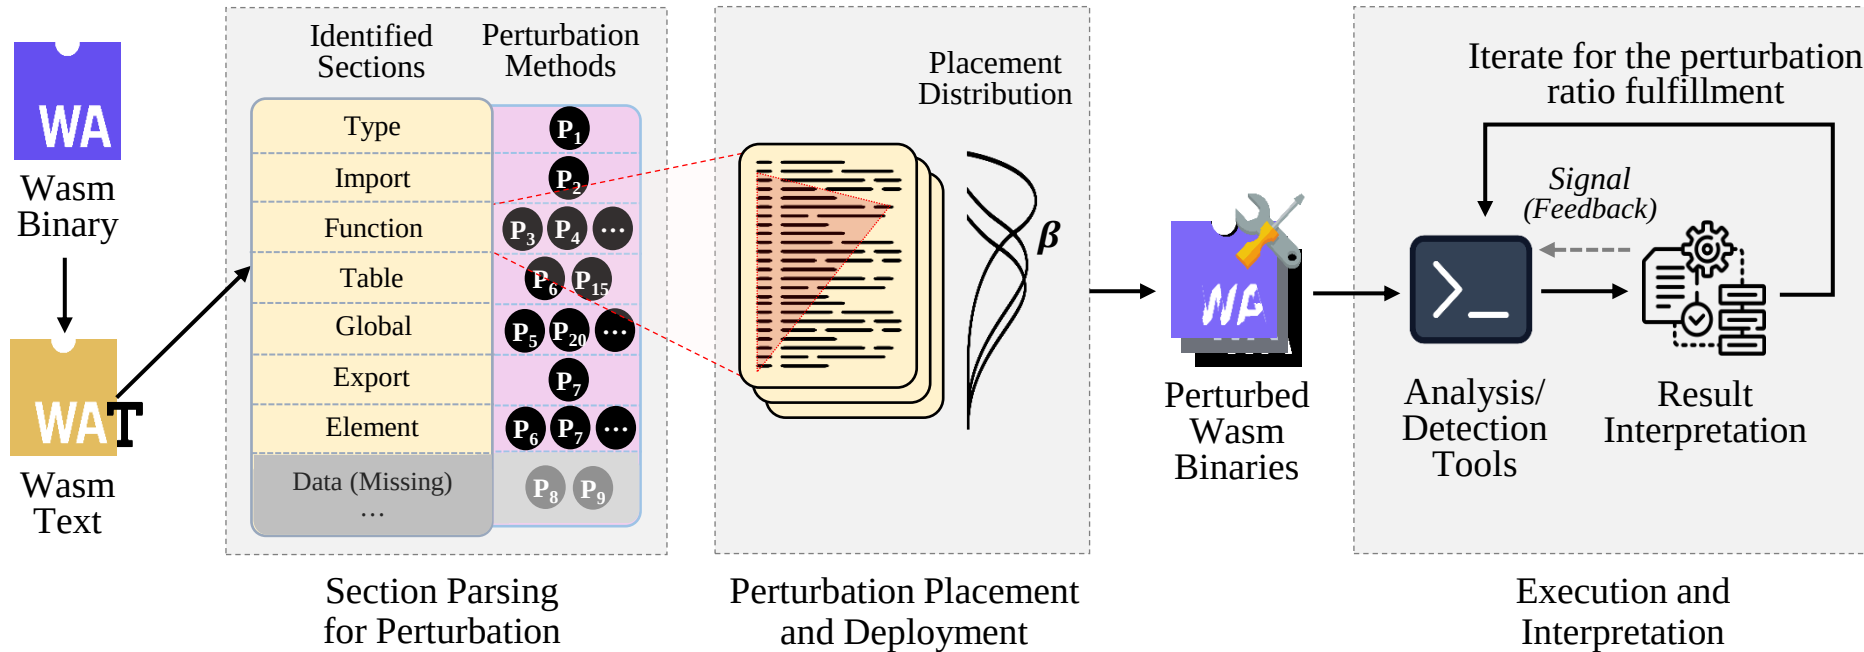 WA
Wasm
Binary
WA
T
Wasm
Text
Identified
Sections
Perturbation
Methods
Type
P1
Import
P2
Function
P3 P4 ...
Table
P6 P15
Global
P5 P20 ...
Export
P7
Element
P6 P7 ...
Data (Missing)
...
P8 P9
Section Parsing
for Perturbation
Placement
Distribution
β
Perturbation Placement
and Deployment
WA
Perturbed
Wasm
Binaries
Iterate for the perturbation
ratio fulfillment
Signal
(Feedback)
Analysis/
Detection
Tools
Result
Interpretation
Execution and
Interpretation